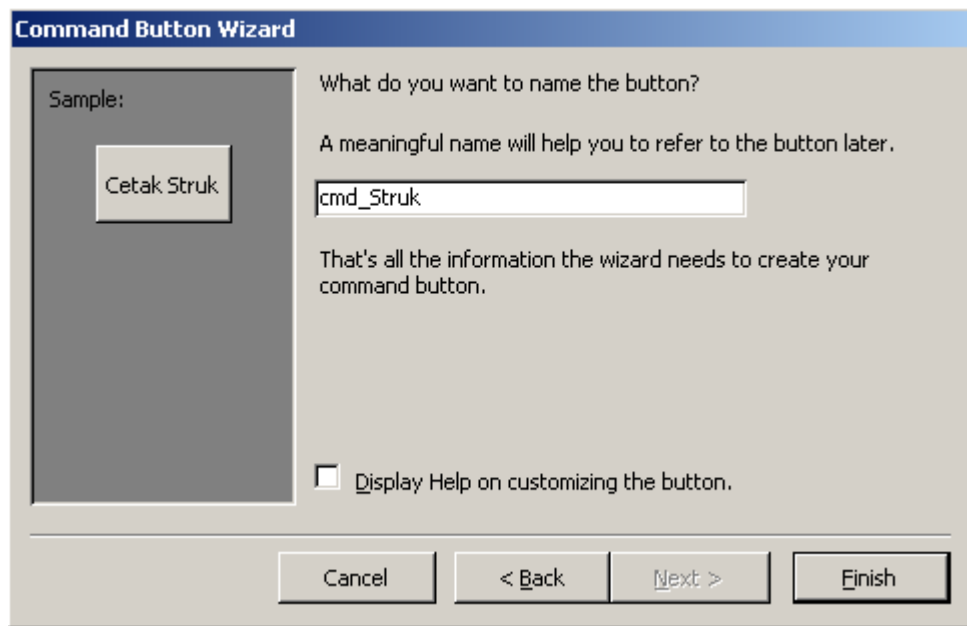 Command Button Wizard
Sample:
Cetak Struk
What do you want to name the button?
A meaningful name will help you to refer to the button later.
cmd_Struk
That's all the information the wizard needs to create your
command button.
Display Help on customizing the button.
Cancel
< Back
Next >
Finish